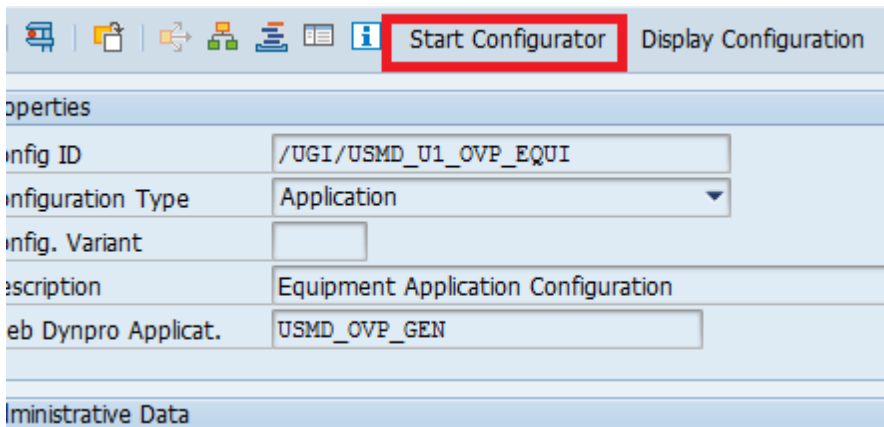 Start Configurator Display Configuration
operties
onfig ID /UGI/USMD_U1_OVP_EQUI
onfiguration Type Application
onfig. Variant
escription Equipment Application Configuration
eb Dynpro Applicat. USMD_OVP_GEN
dministrative Data